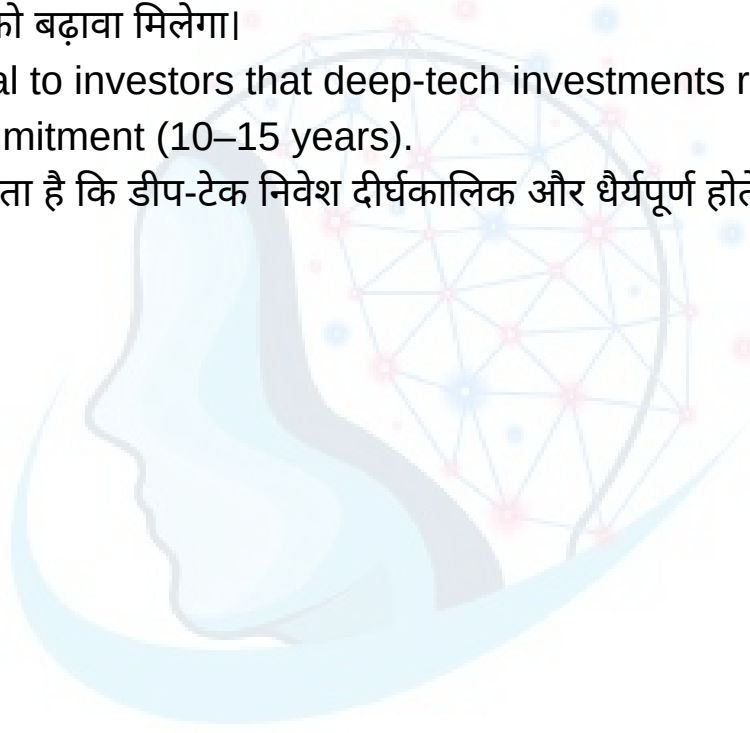 को बढ़ावा मिलेगा।
al to investors that deep-tech investments r
mitment (10–15 years).
ता है कि डीप-टेक निवेश दीर्घकालिक और धैर्यपूर्ण होते